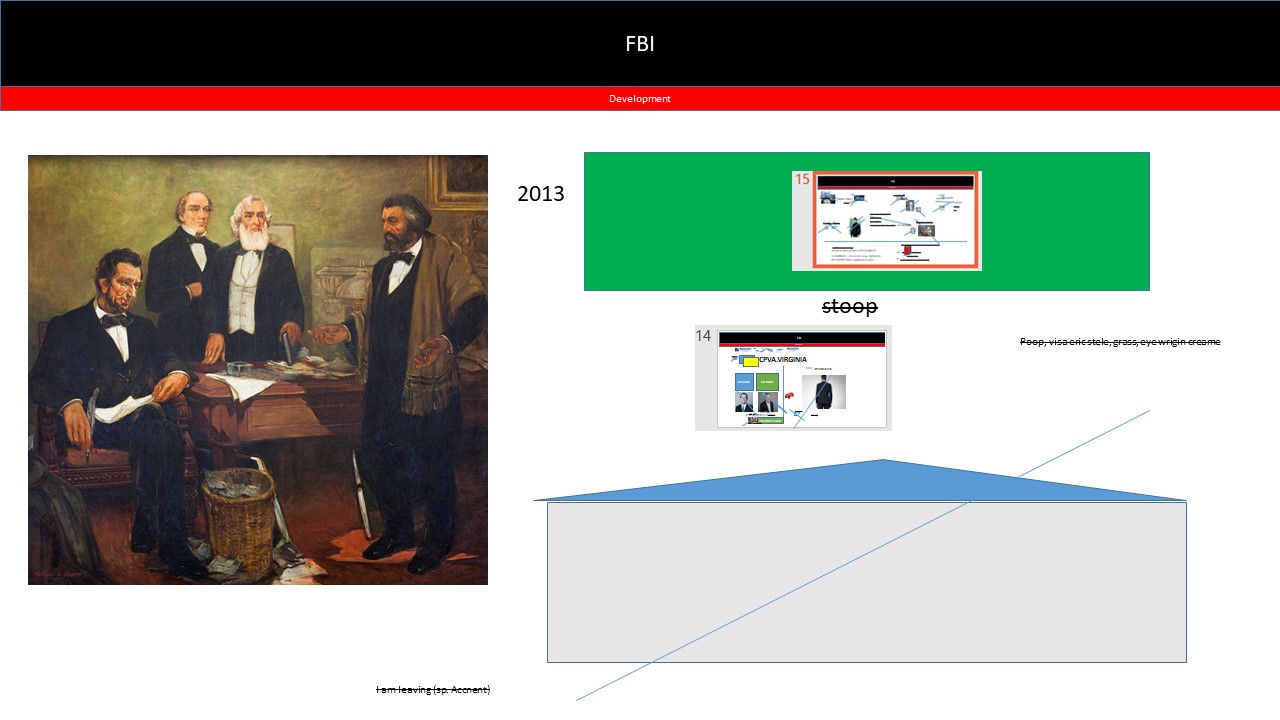 FBI
Development
2013
15
stoop
14
CPVA.VIRGINIA
Poop, visa eric stele, grass, eye wrigin creame
I am leaving (sp. Accnent)